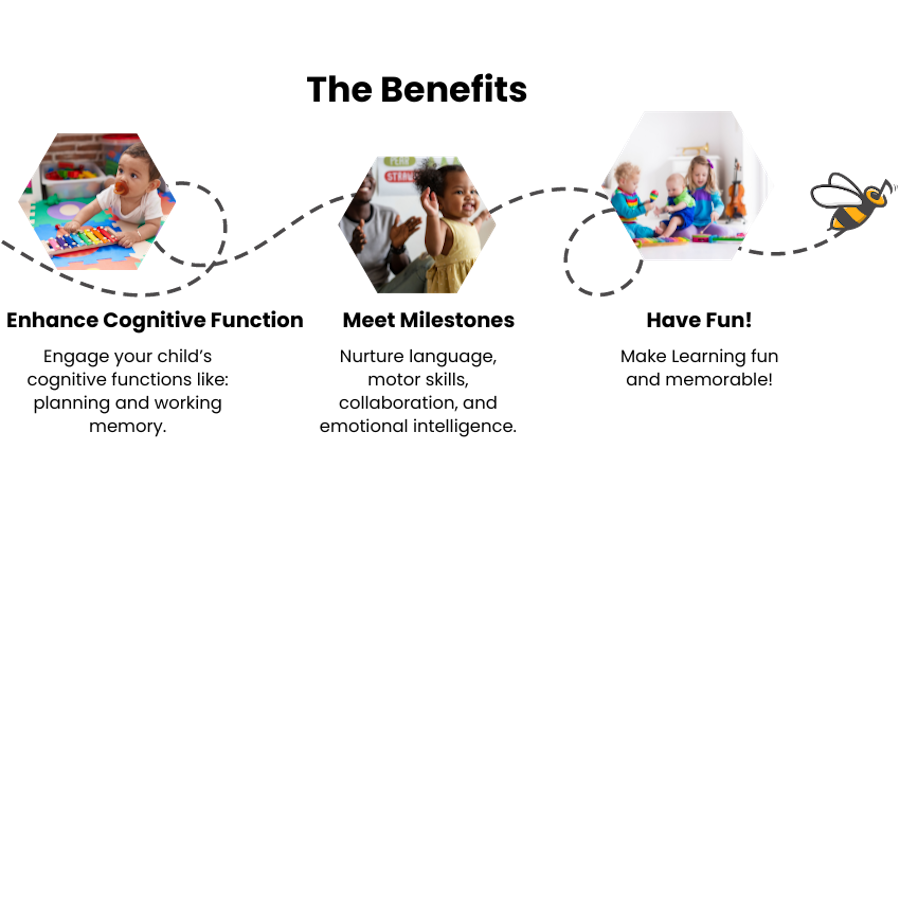 The Benefits
PEAR
Enhance Cognitive Function
Engage your child's
cognitive functions like:
planning and working
memory.
Meet Milestones
Nurture language,
motor skills,
collaboration, and
emotional intelligence.
Have Fun!
Make Learning fun
and memorable!